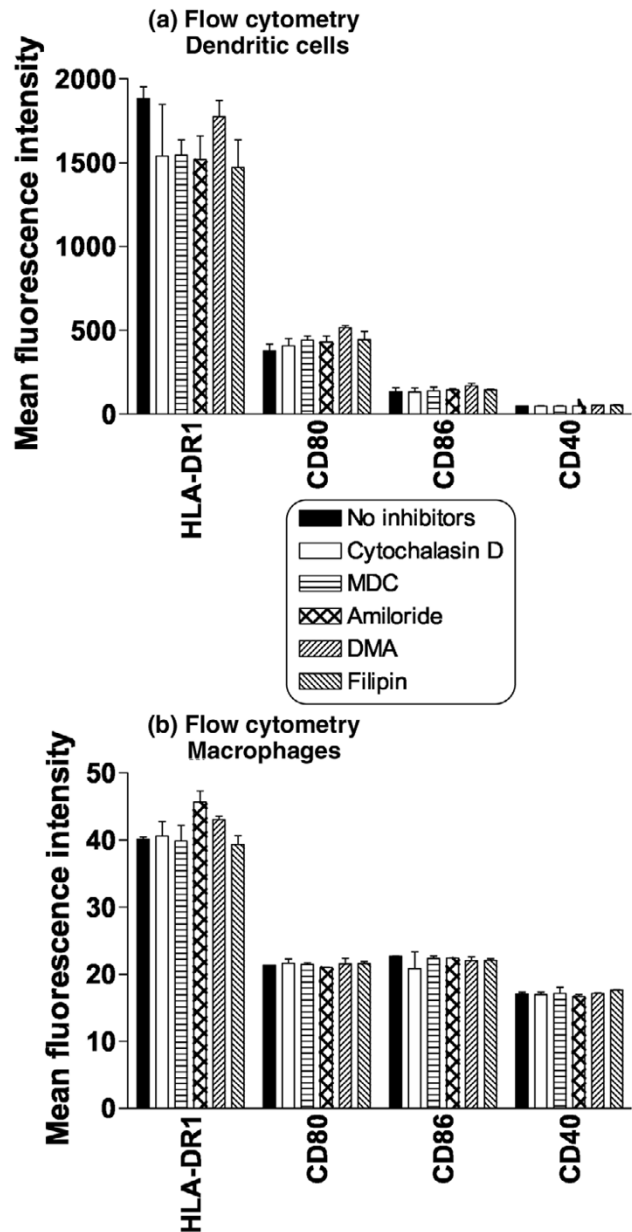 (a) Flow cytometry
Dendritic cells
Mean fluorescence intensity
2000
1500
1000
500
0
HLA-DR1
CD80
CD86
CD40
No inhibitors
Cytochalasin D
MDC
Amiloride
DMA
Filipin
(b) Flow cytometry
Macrophages
Mean fluorescence intensity
50
40
30
20
10
0
HLA-DR1
CD80
CD86
CD40